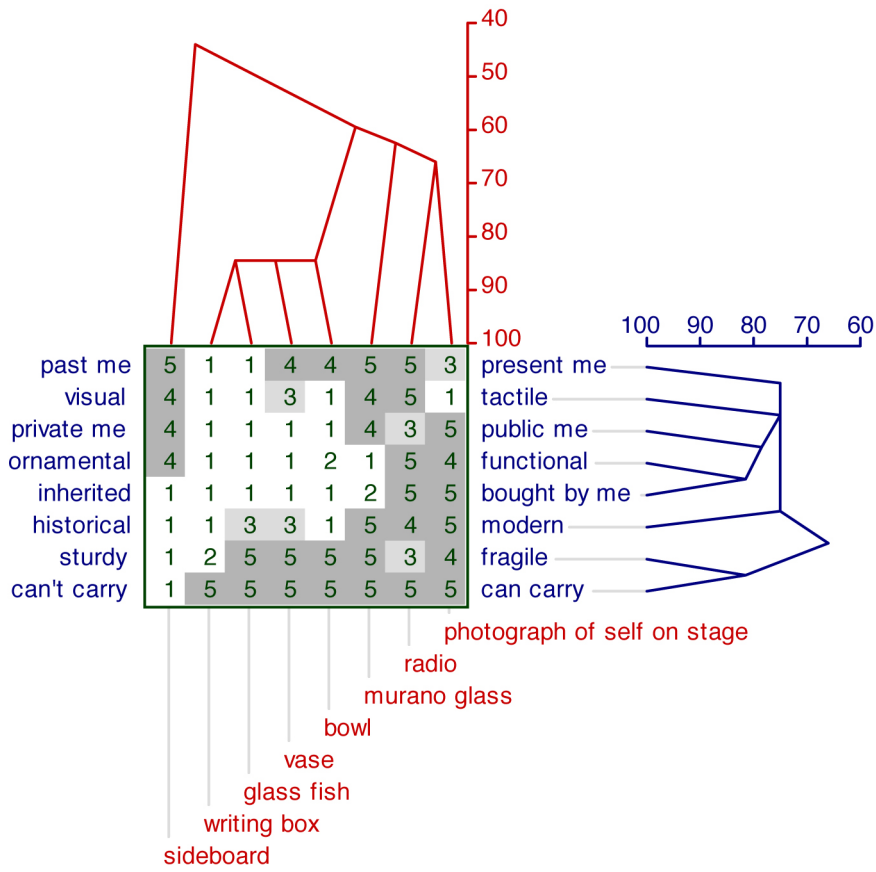 40
50
60
70
80
90
100
100 90 80 70 60
past me 5 1 1 4 4 5 5 3 present me
visual 4 1 1 3 1 4 5 1 tactile
private me 4 1 1 1 1 4 3 5 public me
ornamental 4 1 1 1 2 1 5 4 functional
inherited 1 1 1 1 1 2 5 5 bought by me
historical 1 1 3 3 1 5 4 5 modern
sturdy 1 2 5 5 5 5 3 4 fragile
can't carry 1 5 5 5 5 5 5 5 can carry
photograph of self on stage
radio
murano glass
bowl
vase
glass fish
writing box
sideboard